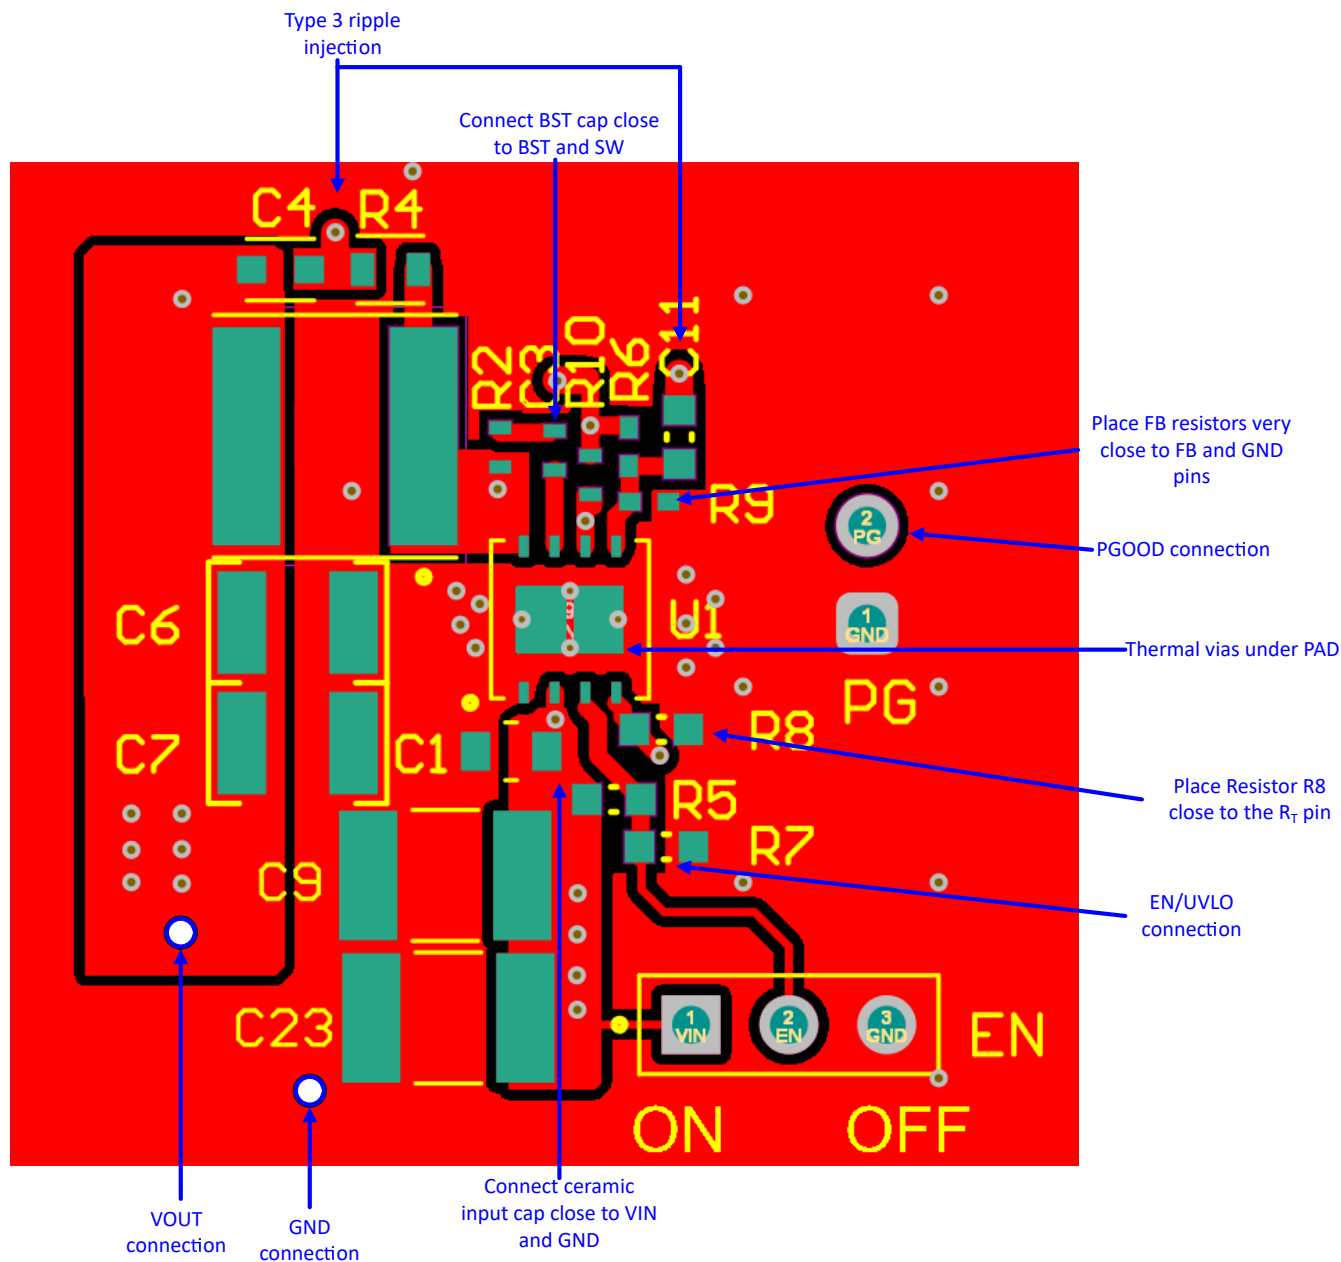 Type 3 ripple
injection
Connect BST cap close
to BST and SW
C4
R4
R2
C3
R10
R6
C11
Place FB resistors very
close to FB and GND
pins
R9
2
PG
PGOOD connection
1
GND
C6
U1
Thermal vias under PAD
PG
C7
C1
R8
Place Resistor R8
close to the RT pin
R5
R7
C9
EN/UVLO
connection
C23
1
VIN
2
EN
3
GND
EN
ON
OFF
VOUT
connection
GND
connection
Connect ceramic
input cap close to VIN
and GND